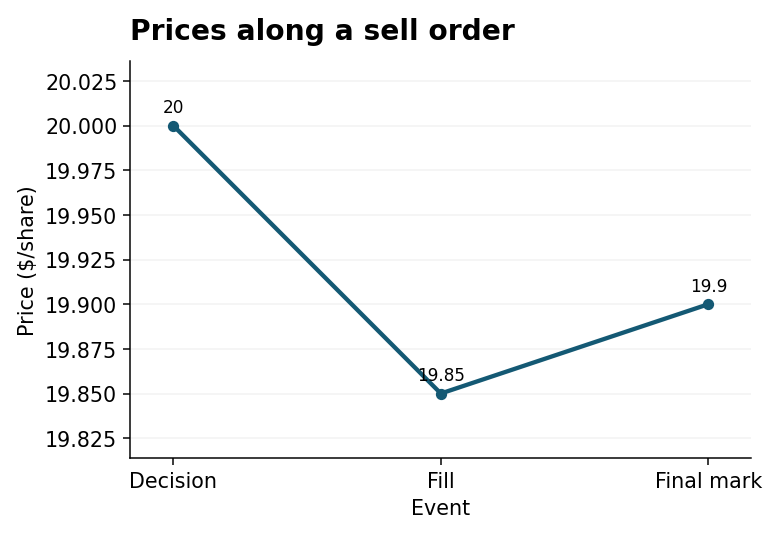 Prices along a sell order
Price ($/share)
20.025
20.000
19.975
19.950
19.925
19.900
19.875
19.850
19.825
20
19.85
19.9
Decision
Fill
Final mark
Event